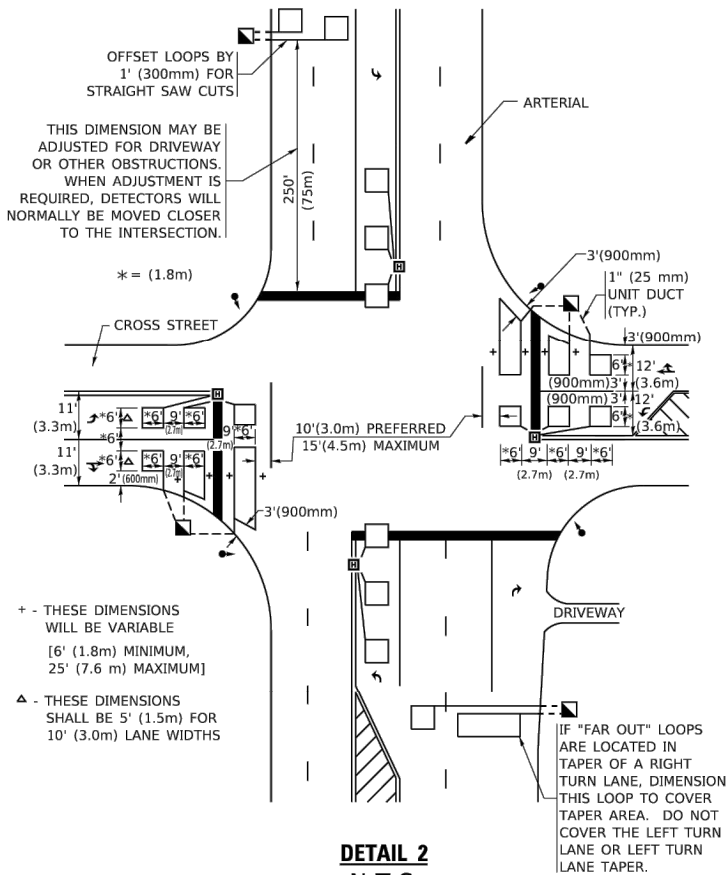 OFFSET LOOPS BY
1' (300mm) FOR
STRAIGHT SAW CUTS
ARTERIAL
THIS DIMENSION MAY BE
ADJUSTED FOR DRIVEWAY
OR OTHER OBSTRUCTIONS.
WHEN ADJUSTMENT IS
REQUIRED, DETECTORS WILL
NORMALLY BE MOVED CLOSER
TO THE INTERSECTION.
250'
(75m)
* = (1.8m)
H
3'(900mm)
1" (25 mm)
UNIT DUCT
(TYP.)
CROSS STREET
3'(900mm)
6'* 12'
(900mm) 3' (3.6m)
(900mm) 3' 12'
6'*
(3.6m)
H
*6' 9' *6' 9' *6'
(2.7m) (2.7m)
10'(3.0m) PREFERRED
15'(4.5m) MAXIMUM
H
11'
(3.3m)
*6' Δ *6' 9' *6'
(2.7m)
*6'
9' *6'
(2.7m)
11'
(3.3m)
*6' Δ *6' 9' *6'
(2.7m)
2' (600mm)
+ +
3'(900mm)
H
+ - THESE DIMENSIONS
WILL BE VARIABLE
[6' (1.8m) MINIMUM,
25' (7.6 m) MAXIMUM]
Δ - THESE DIMENSIONS
SHALL BE 5' (1.5m) FOR
10' (3.0m) LANE WIDTHS
DRIVEWAY
IF "FAR OUT" LOOPS
ARE LOCATED IN
TAPER OF A RIGHT
TURN LANE, DIMENSION
THIS LOOP TO COVER
TAPER AREA. DO NOT
COVER THE LEFT TURN
LANE OR LEFT TURN
LANE TAPER.
DETAIL 2